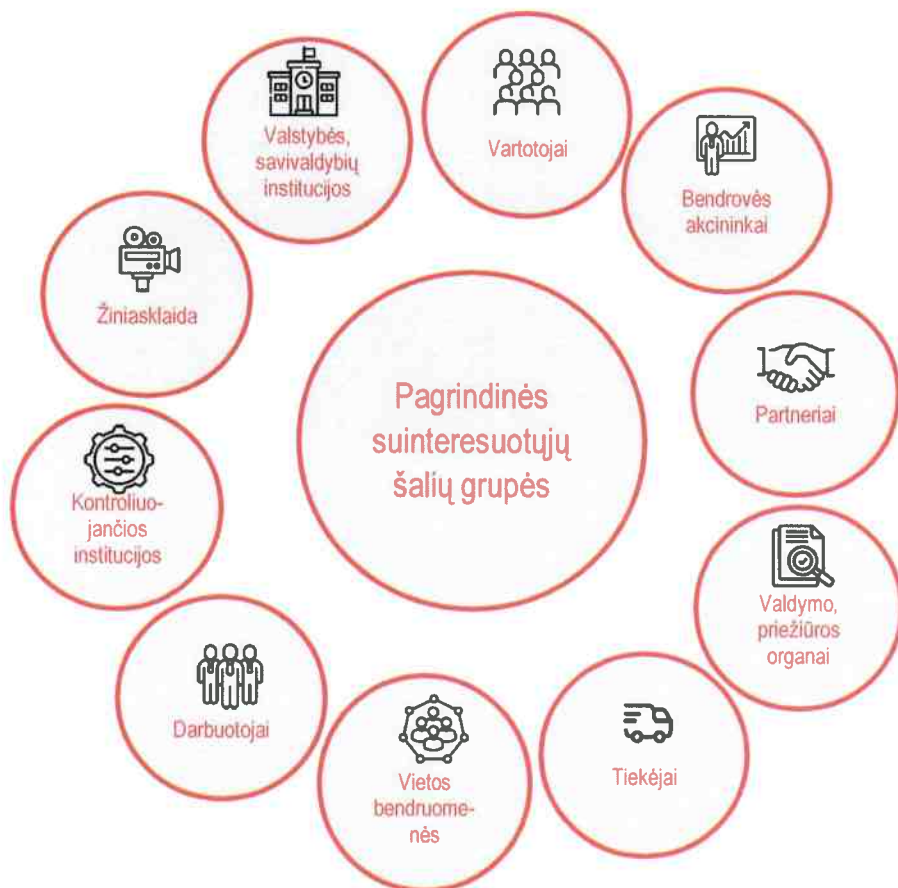 Valstybės,
savivaldybių
institucijos
Vartotojai
Bendrovės
akcininkai
Žiniasklaida
Partneriai
Pagrindinės
suinteresuotųjų
šalių grupės
Kontroliuo-
jančios
institucijos
Valdymo,
priežiūros
organai
Darbuotojai
Vietos
bendruome-
nės
Tiekėjai